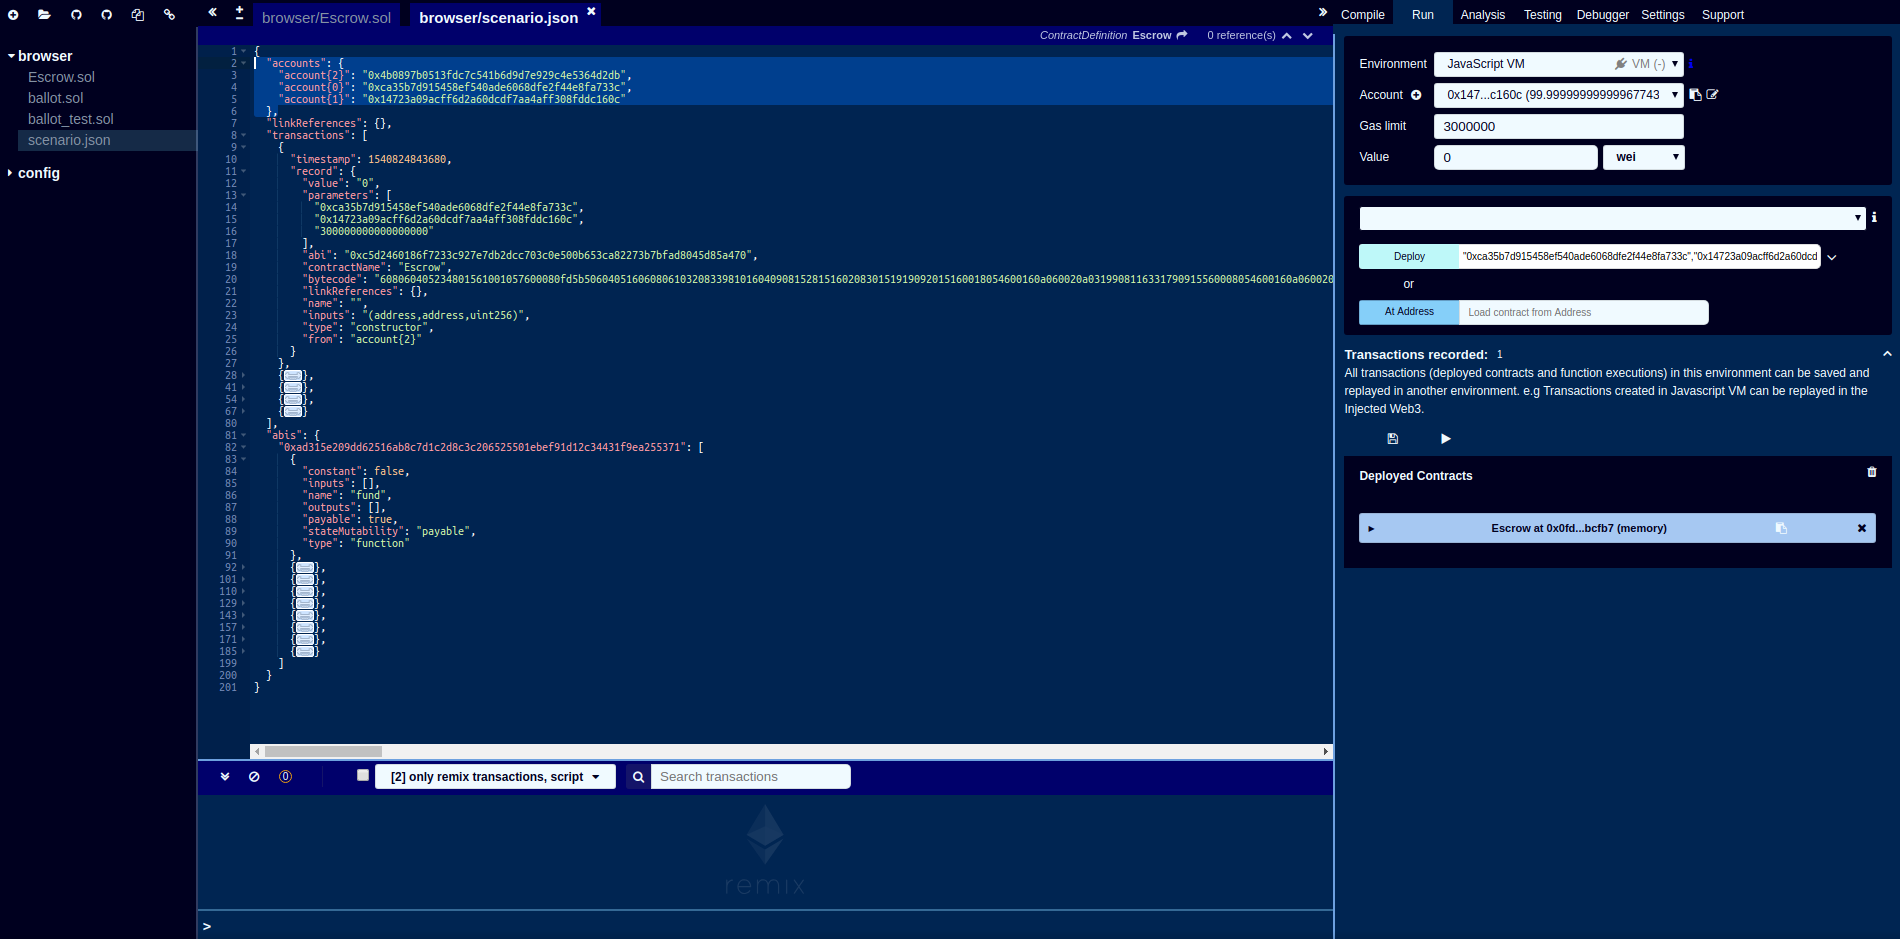 browser
Escrow.sol
ballot.sol
ballot_test.sol
scenario.json
config
browser/Escrow.sol
browser/scenario.json
ContractDefinition Escrow 0 reference(s)
1 {
2 "accounts": {
3 "account{2}": "0x4b0897b0513fdc7c541b6d9d7e929c4e5364d2db",
4 "account{0}": "0xca35b7d915458ef540ade6068dfe2f44e8fa733c",
5 "account{1}": "0x14723a09acff6d2a60dcdf7aa4aff308fddc160c"
6 },
7 "linkReferences": {},
8 "transactions": [
9 {
10 "timestamp": 1540824843680,
11 "record": {
12 "value": "0",
13 "parameters": [
14 "0xca35b7d915458ef540ade6068dfe2f44e8fa733c",
15 "0x14723a09acff6d2a60dcdf7aa4aff308fddc160c",
16 "300000000000000000"
17 ],
18 "abi": "0xc5d2460186f7233c927e7db2dcc703c0e500b653ca82273b7bfad8045d85a470",
19 "contractName": "Escrow",
20 "bytecode":
21 "linkReferences": {},
22 "name": "",
23 "inputs": "(address,address,uint256)",
24 "type": "constructor",
25 "from": "account{2}"
26 }
27 },
28 { },
41 { },
54 { },
67 { }
80 ],
81 "abis": {
82 "0xad315e209dd62516ab8c7d1c2d8c3c206525501ebef91d12c34431f9ea255371": [
83 {
84 "constant": false,
85 "inputs": [],
86 "name": "fund",
87 "outputs": [],
88 "payable": true,
89 "stateMutability": "payable",
90 "type": "function"
91 },
92 { },
101 { },
110 { },
129 { },
143 { },
157 { },
171 { },
185 { }
199 ]
200 }
201 }
[2] only remix transactions, script
Search transactions
remix
>
Compile Run Analysis Testing Debugger Settings Support
Environment JavaScript VM VM (-)
Account 0x147...c160c (99.99999999999967743
Gas limit 3000000
Value 0 wei
Deploy "0xca35b7d915458ef540ade6068dfe2f44e8fa733c","0x14723a09acff6d2a60dcd
or
At Address Load contract from Address
Transactions recorded: 1
All transactions (deployed contracts and function executions) in this environment can be saved and
replayed in another environment. e.g Transactions created in Javascript VM can be replayed in the
Injected Web3.
Deployed Contracts
Escrow at 0x0fd...bcfb7 (memory)